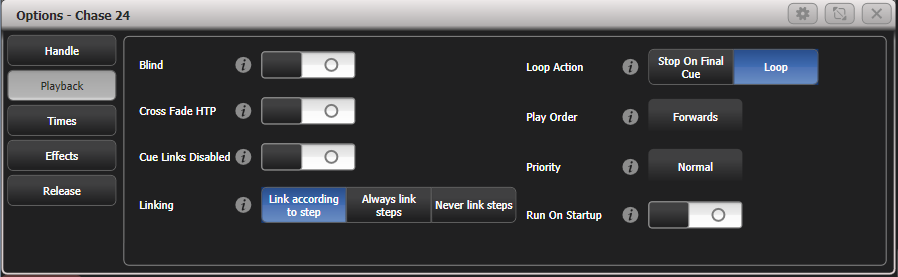 Options - Chase 24
Handle
Playback
Times
Effects
Release
Blind
Cross Fade HTP
Cue Links Disabled
Linking
Link according
to step
Always link
steps
Never link steps
Loop Action
Stop On Final
Cue
Loop
Play Order
Forwards
Priority
Normal
Run On Startup